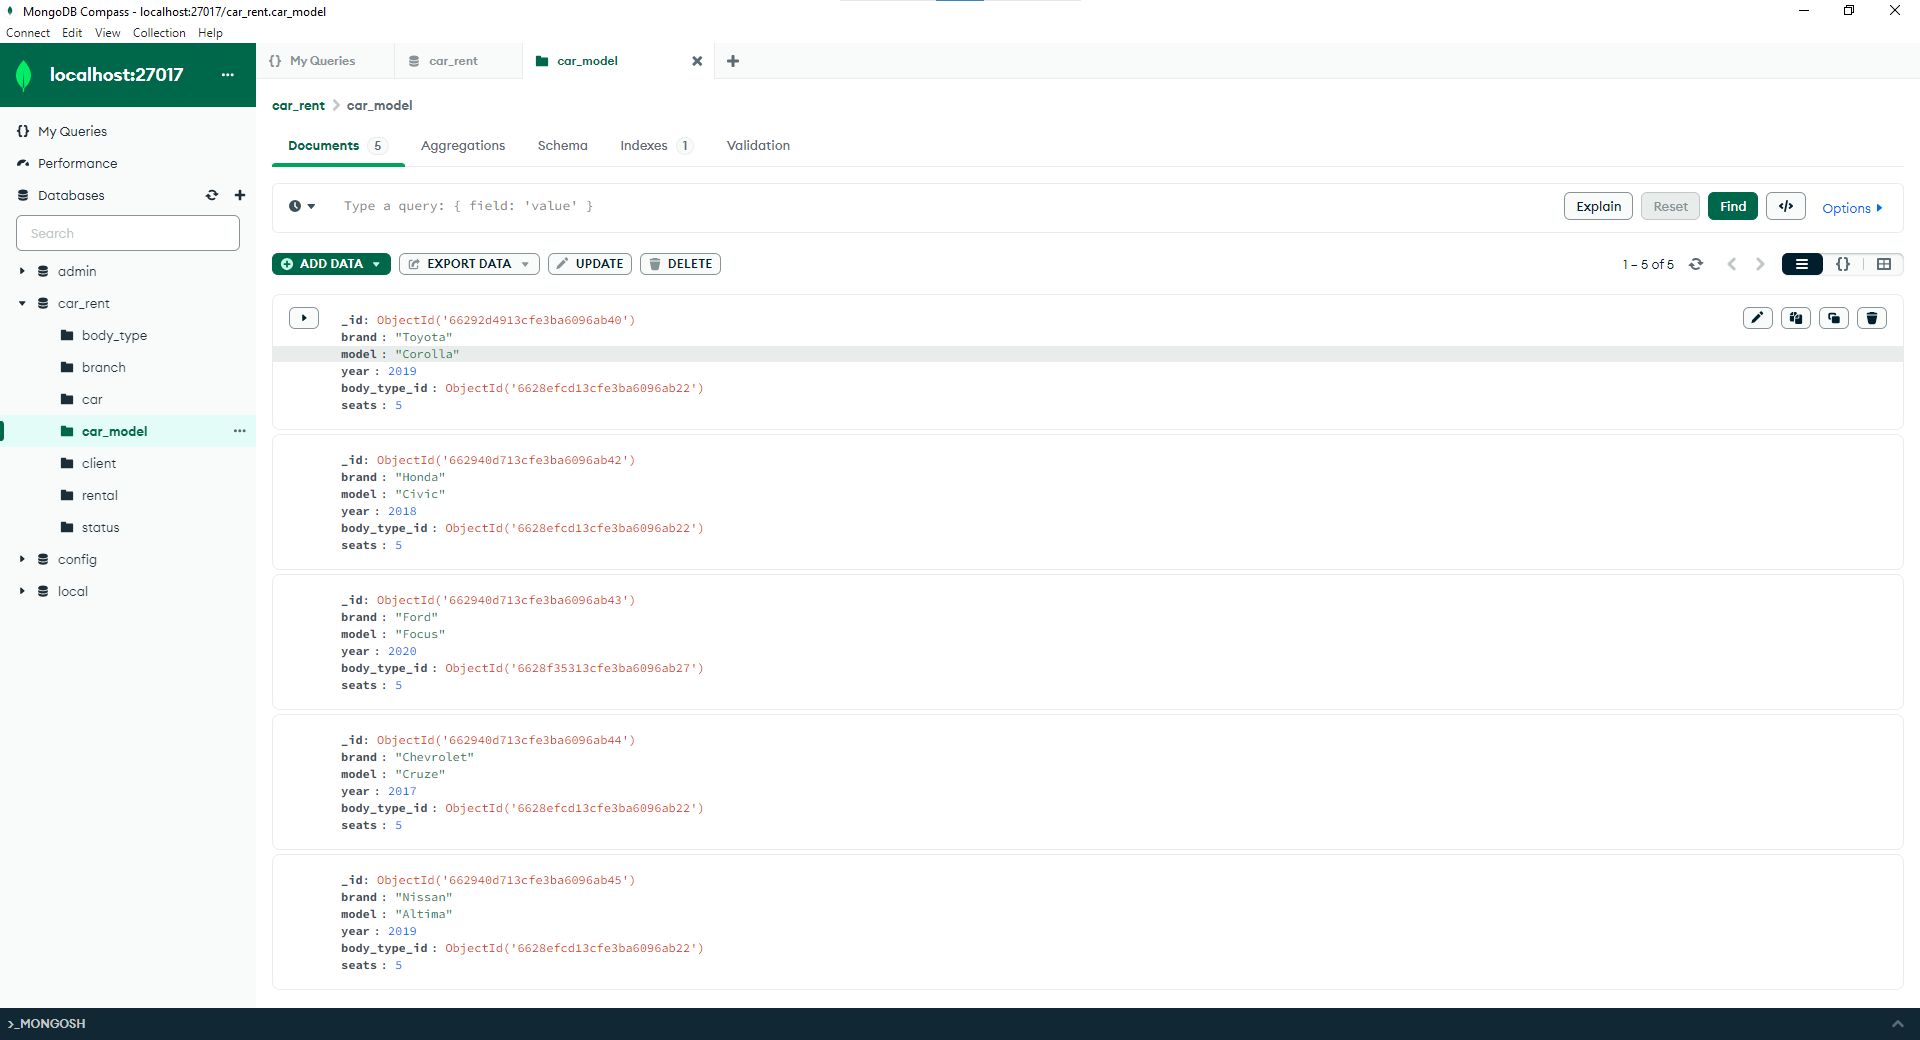 MongoDB Compass - localhost:27017/car_rent.car_model
Connect Edit View Collection Help
localhost:27017
My Queries
Performance
Databases
Search
admin
car_rent
body_type
branch
car
car_model
client
rental
status
config
local
{} My Queries
car_rent
car_model
car_rent > car_model
Documents 5 Aggregations Schema Indexes 1 Validation
Type a query: { field: 'value' }
Explain Reset Find </> Options
ADD DATA EXPORT DATA UPDATE DELETE
1 – 5 of 5 {}
_id: ObjectId('66292d4913cfe3ba6096ab40')
brand : "Toyota"
model : "Corolla"
year : 2019
body_type_id : ObjectId('6628efcd13cfe3ba6096ab22')
seats : 5
_id: ObjectId('662940d713cfe3ba6096ab42')
brand : "Honda"
model : "Civic"
year : 2018
body_type_id : ObjectId('6628efcd13cfe3ba6096ab22')
seats : 5
_id: ObjectId('662940d713cfe3ba6096ab43')
brand : "Ford"
model : "Focus"
year : 2020
body_type_id : ObjectId('6628f35313cfe3ba6096ab27')
seats : 5
_id: ObjectId('662940d713cfe3ba6096ab44')
brand : "Chevrolet"
model : "Cruze"
year : 2017
body_type_id : ObjectId('6628efcd13cfe3ba6096ab22')
seats : 5
_id: ObjectId('662940d713cfe3ba6096ab45')
brand : "Nissan"
model : "Altima"
year : 2019
body_type_id : ObjectId('6628efcd13cfe3ba6096ab22')
seats : 5
>_MONGOSH